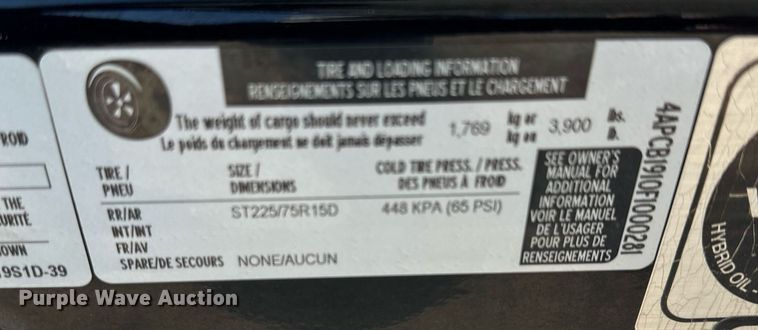 TIRE AND LOADING INFORMATION
RENSEIGNEMENTS SUR LES PNEUS ET LE CHARGEMENT
The weight of cargo should never exceed
Le poids de chargement ne doit jamais dépasser
1,769 kg or 3,900 lbs.
kg ou lb.
TIRE / SIZE / COLD TIRE PRESS. / PRESS.
PNEU DIMENSIONS DES PNEUS À FROID
RR/AR ST225/75R15D 448 KPA (65 PSI)
INT/INT
FR/AV
SPARE/DE SECOURS NONE/AUCUN
SEE OWNER'S
MANUAL FOR
ADDITIONAL
INFORMATION
VOIR LE MANUEL
DE L'USAGER
POUR PLUS DE
RENSEIGNEMENTS
4APCB1910F1000281
FROID
THE
URITÉ
OWN
9S1D-39
HYBRID OIL -
Purple Wave Auction